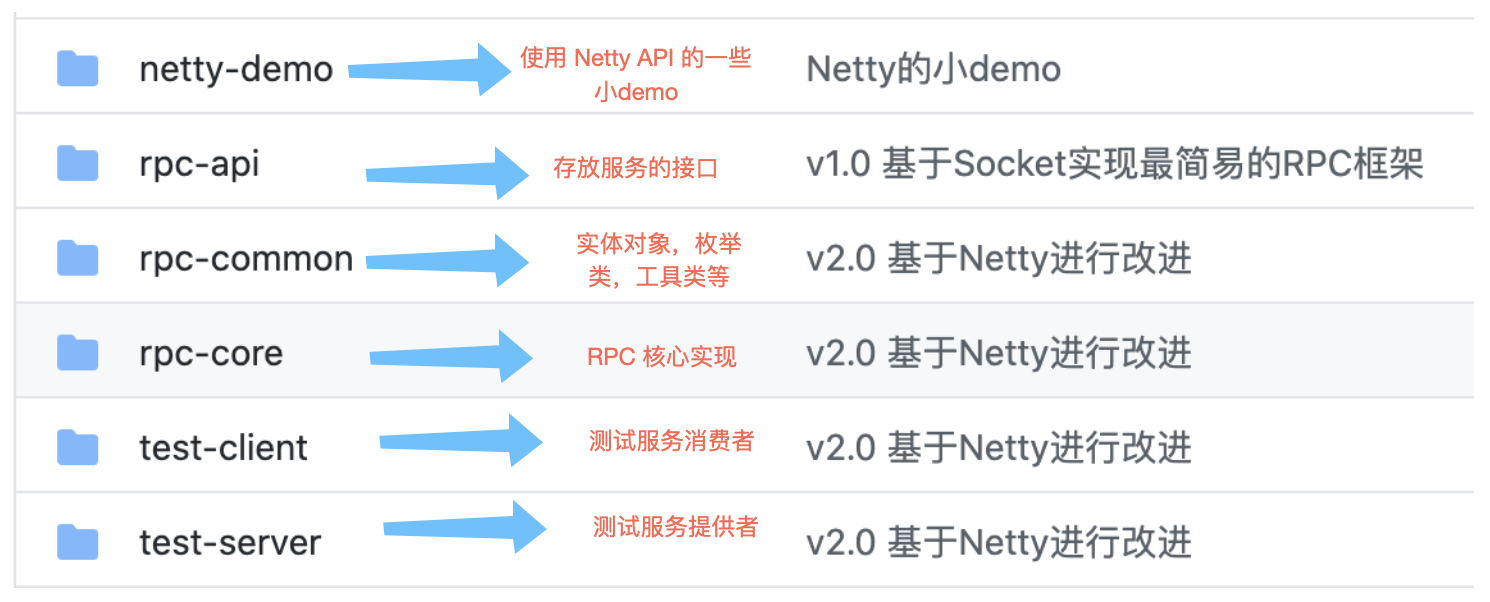 netty-demo
使用 Netty API 的一些
小demo
Netty的小demo
rpc-api
存放服务的接口
v1.0 基于Socket实现最简易的RPC框架
rpc-common
实体对象，枚举
类，工具类等
v2.0 基于Netty进行改进
rpc-core
RPC 核心实现
v2.0 基于Netty进行改进
test-client
测试服务消费者
v2.0 基于Netty进行改进
test-server
测试服务提供者
v2.0 基于Netty进行改进